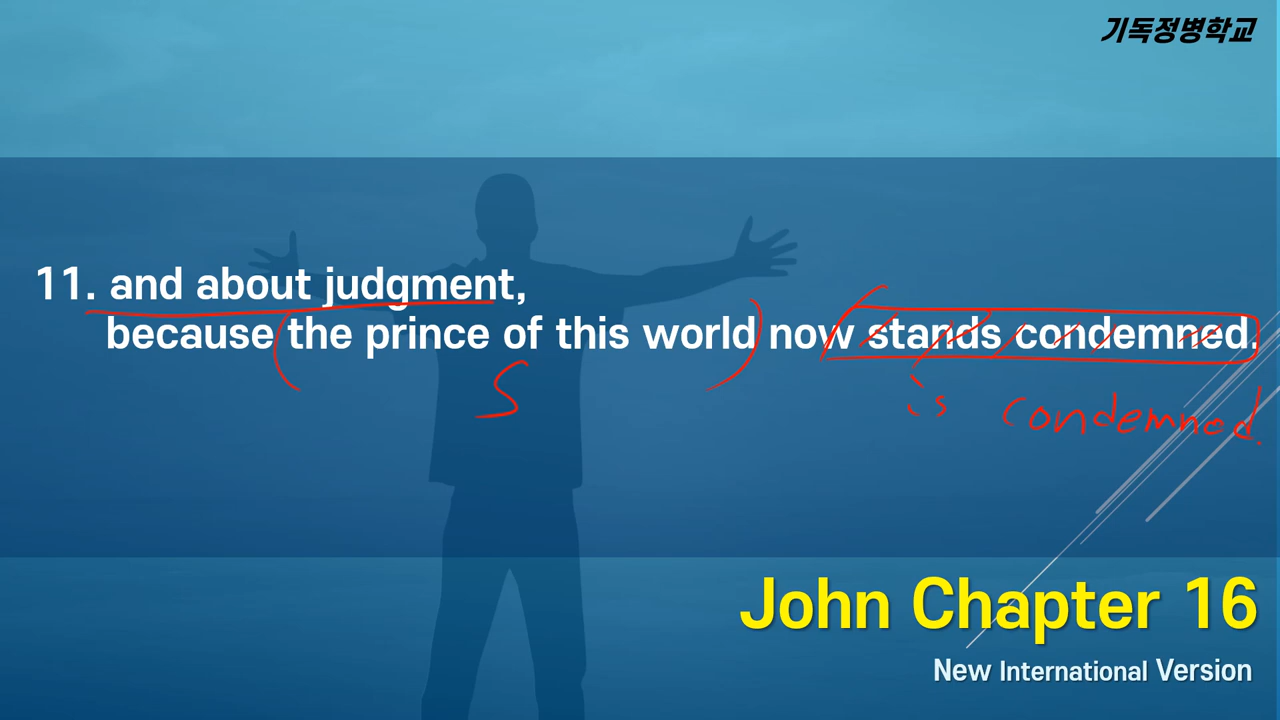 기독정병학교
11. and about judgment,
because the prince of this world now stands condemned.
S
is condemned.
John Chapter 16
New International Version